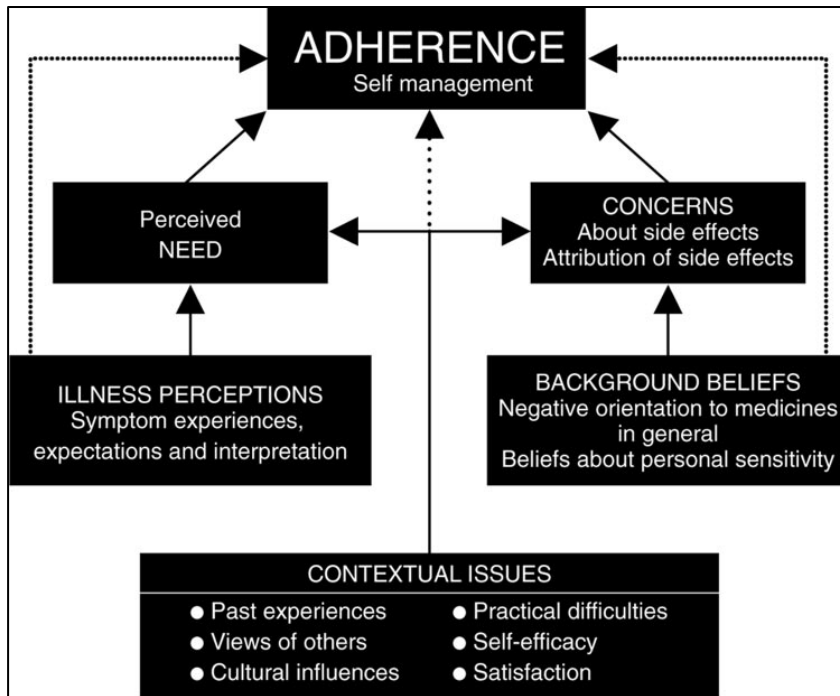 ADHERENCE
Self management
Perceived
NEED
CONCERNS
About side effects
Attribution of side effects
ILLNESS PERCEPTIONS
Symptom experiences,
expectations and interpretation
BACKGROUND BELIEFS
Negative orientation to medicines
in general
Beliefs about personal sensitivity
CONTEXTUAL ISSUES
● Past experiences
● Views of others
● Cultural influences
● Practical difficulties
● Self-efficacy
● Satisfaction